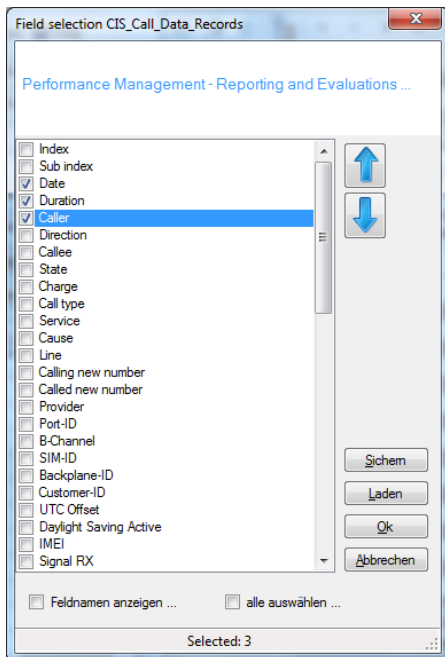 Field selection CIS_Call_Data_Records
Performance Management - Reporting and Evaluations ...
Index
Sub index
Date
Duration
Caller
Direction
Callee
State
Charge
Call type
Service
Cause
Line
Calling new number
Called new number
Provider
Port-ID
B-Channel
SIM-ID
Backplane-ID
Customer-ID
UTC Offset
Daylight Saving Active
IMEI
Signal RX
Sichern
Laden
Ok
Abbrechen
Feldnamen anzeigen ...
alle auswählen ...
Selected: 3